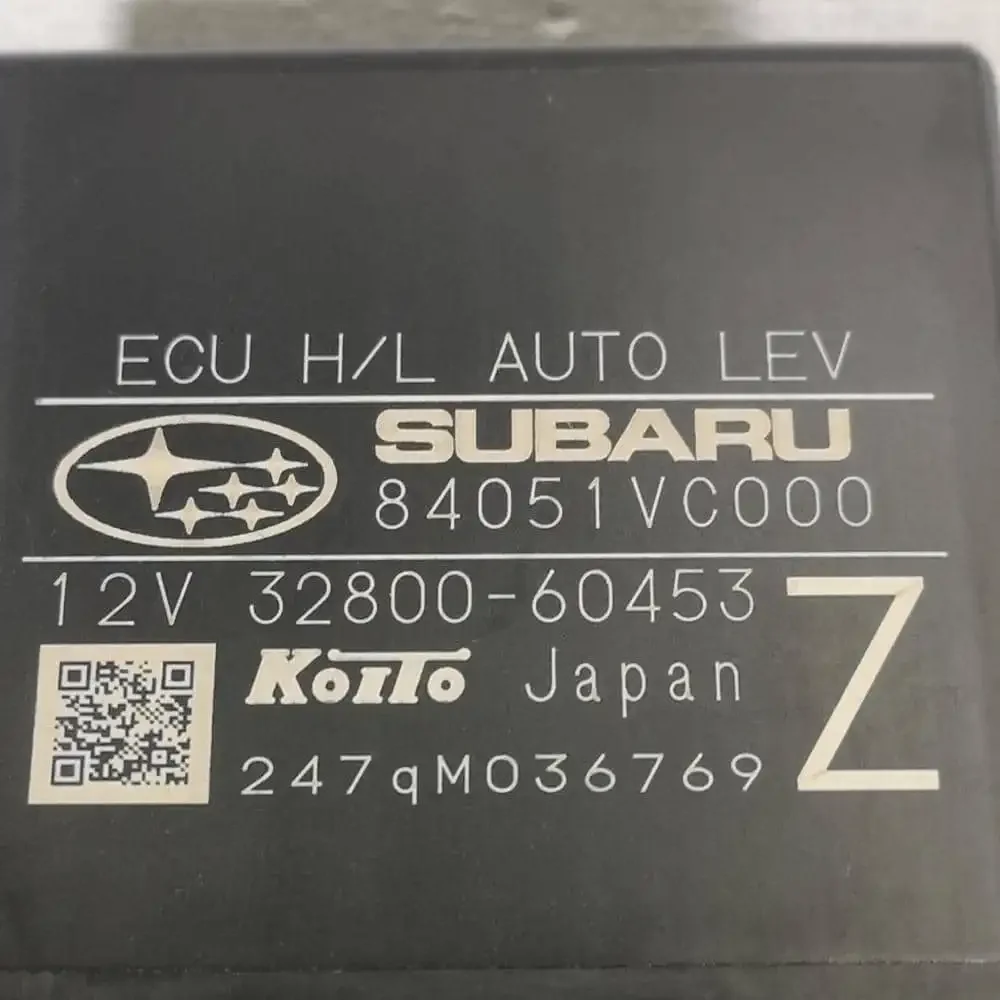 ECU H/L AUTO LEV
SUBARU
84051VC000
12V 32800-60453
Z
KOITO Japan
247qM036769